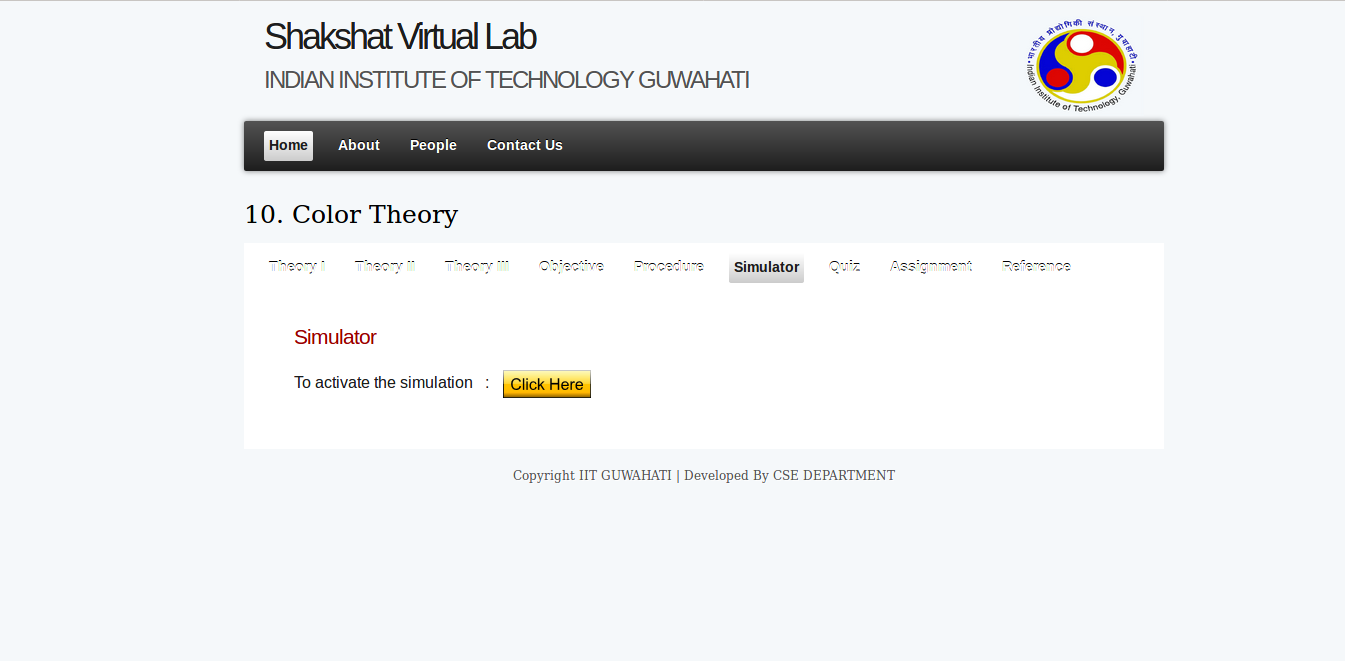 Shakshat Virtual Lab
INDIAN INSTITUTE OF TECHNOLOGY GUWAHATI
भारतीय प्रौद्योगिकी संस्थान, गुवाहाटी
Indian Institute of Technology, Guwahati
Home About People Contact Us
10. Color Theory
Theory I Theory II Theory III Objective Procedure Simulator Quiz Assignment Reference
Simulator
To activate the simulation : Click Here
Copyright IIT GUWAHATI | Developed By CSE DEPARTMENT